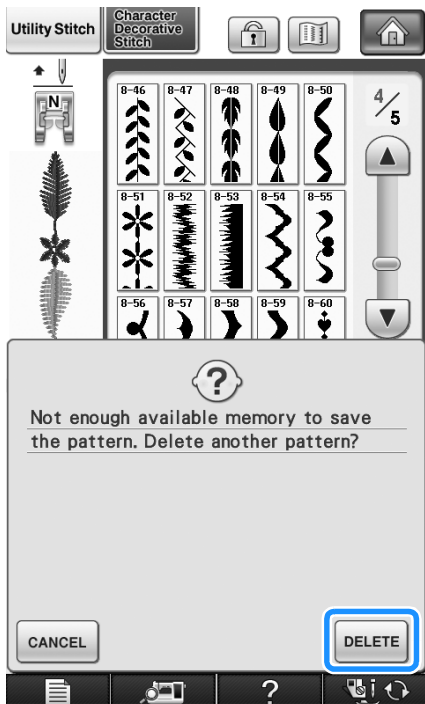 Utility Stitch
Character
Decorative
Stitch
N
8-46 8-47 8-48 8-49 8-50
4/5
8-51 8-52 8-53 8-54 8-55
8-56 8-57 8-58 8-59 8-60
?
Not enough available memory to save
the pattern. Delete another pattern?
CANCEL
DELETE
? i